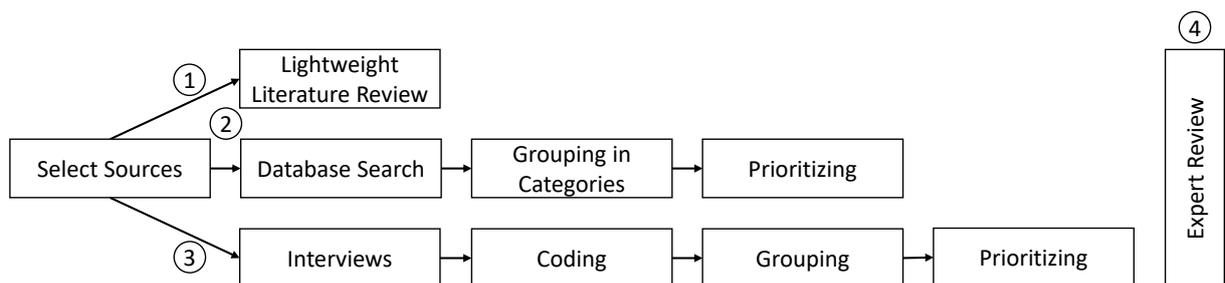 4
1
Lightweight
Literature Review
2
Select Sources
Database Search
Grouping in
Categories
Prioritizing
Expert Review
3
Interviews
Coding
Grouping
Prioritizing